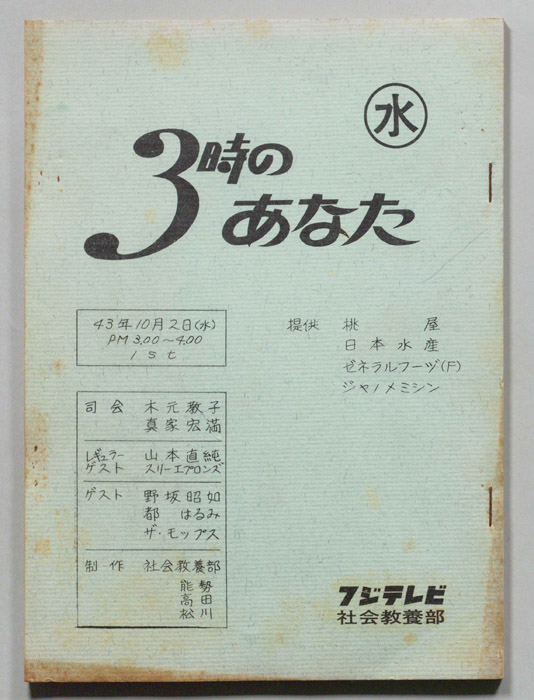 水
3時の
あなた
43年10月2日(水)
PM 3.00〜4.00
1st
提供 桃屋
日本水産
ゼネラルフーヅ(F)
ジャノメミシン
司会 木元教子
真家宏満
レギュラーゲスト 山本直純
スリーエプロンズ
ゲスト 野坂昭如
都はるみ
ザ・モップス
制作 社会教養部
能勢
高田
松川
フジテレビ
社会教養部